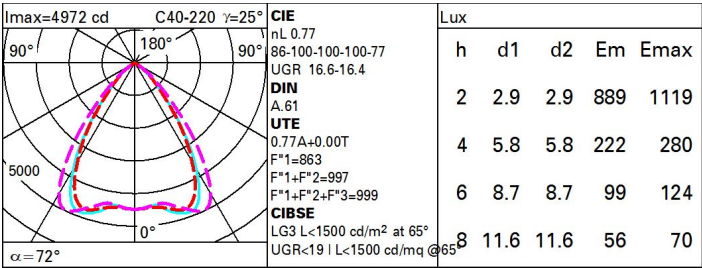 Imax=4972 cd C40-220 γ=25°
90° 180° 90°
5000
0°
α=72°
CIE
nL 0.77
86-100-100-100-77
UGR 16.6-16.4
DIN
A.61
UTE
0.77A+0.00T
F"1=863
F"1+F"2=997
F"1+F"2+F"3=999
CIBSE
LG3 L<1500 cd/m² at 65°
UGR<19 | L<1500 cd/mq @65°
Lux
h d1 d2 Em Emax
2 2.9 2.9 889 1119
4 5.8 5.8 222 280
6 8.7 8.7 99 124
8 11.6 11.6 56 70